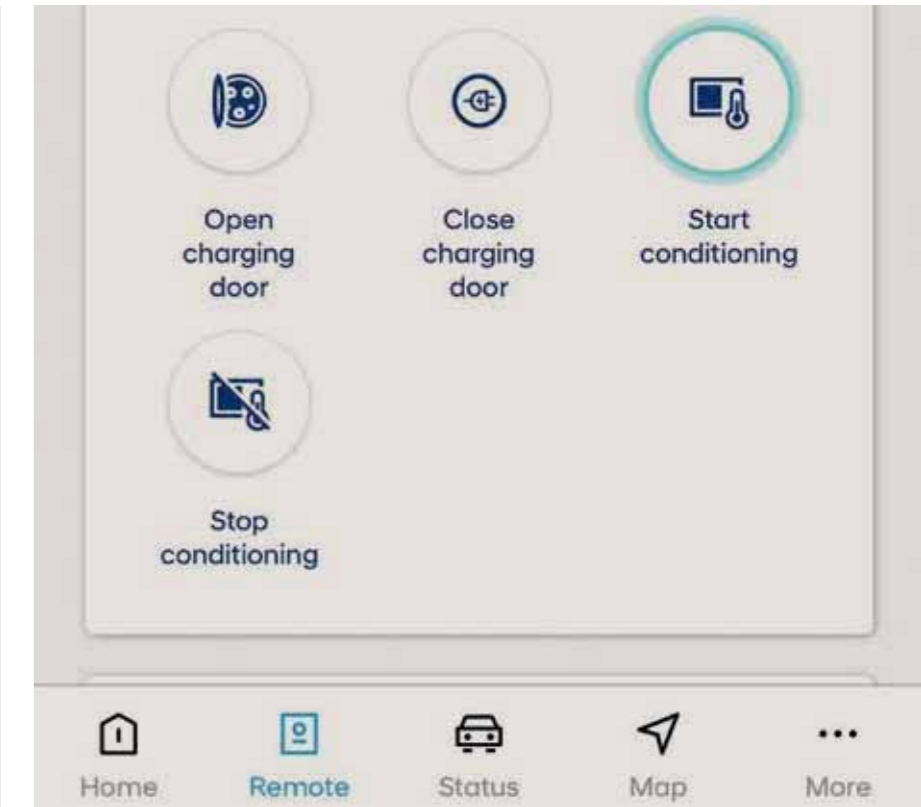 Open
charging
door
Close
charging
door
Start
conditioning
Stop
conditioning
Home
Remote
Status
Map
More